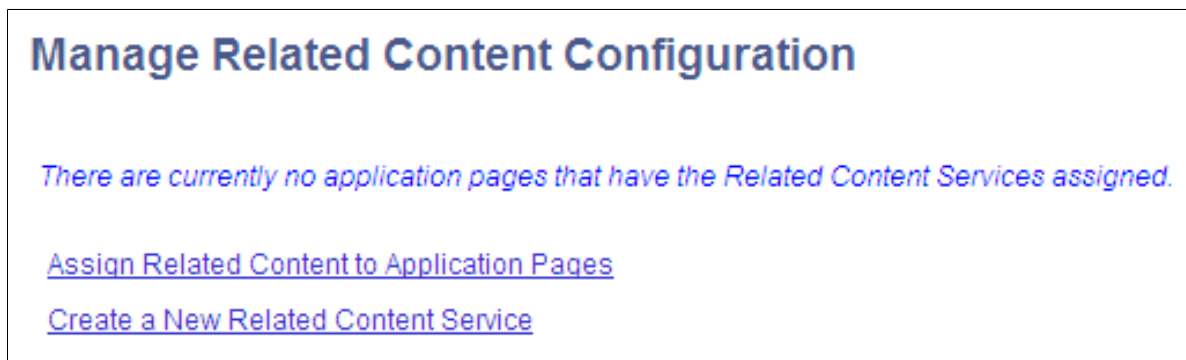 Manage Related Content Configuration
There are currently no application pages that have the Related Content Services assigned.
Assign Related Content to Application Pages
Create a New Related Content Service